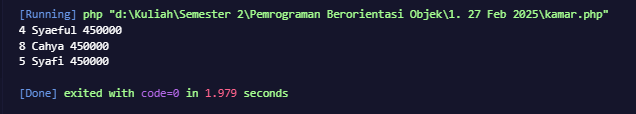 [Running] php "d:\Kuliah\Semester 2\Pemrograman Berorientasi Objek\1. 27 Feb 2025\kamar.php"
4 Syaeful 450000
8 Cahya 450000
5 Syafi 450000
[Done] exited with code=0 in 1.979 seconds